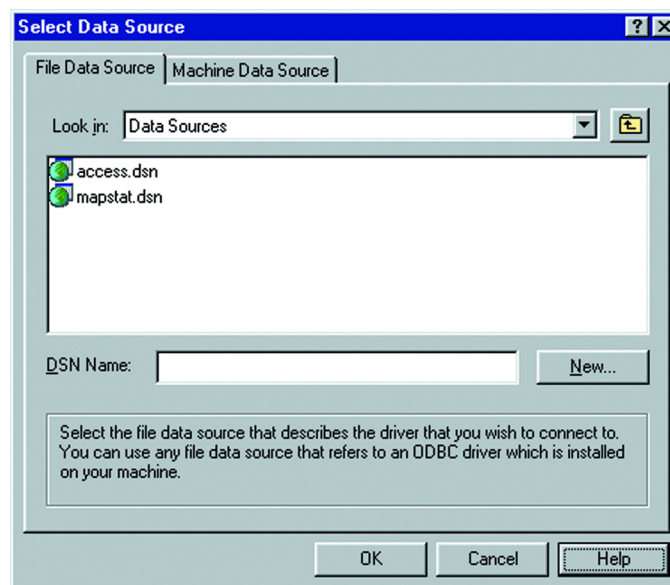 Select Data Source
File Data Source
Machine Data Source
Look in: Data Sources
access.dsn
mapstat.dsn
DSN Name:
New...
Select the file data source that describes the driver that you wish to connect to.
You can use any file data source that refers to an ODBC driver which is installed
on your machine.
OK
Cancel
Help